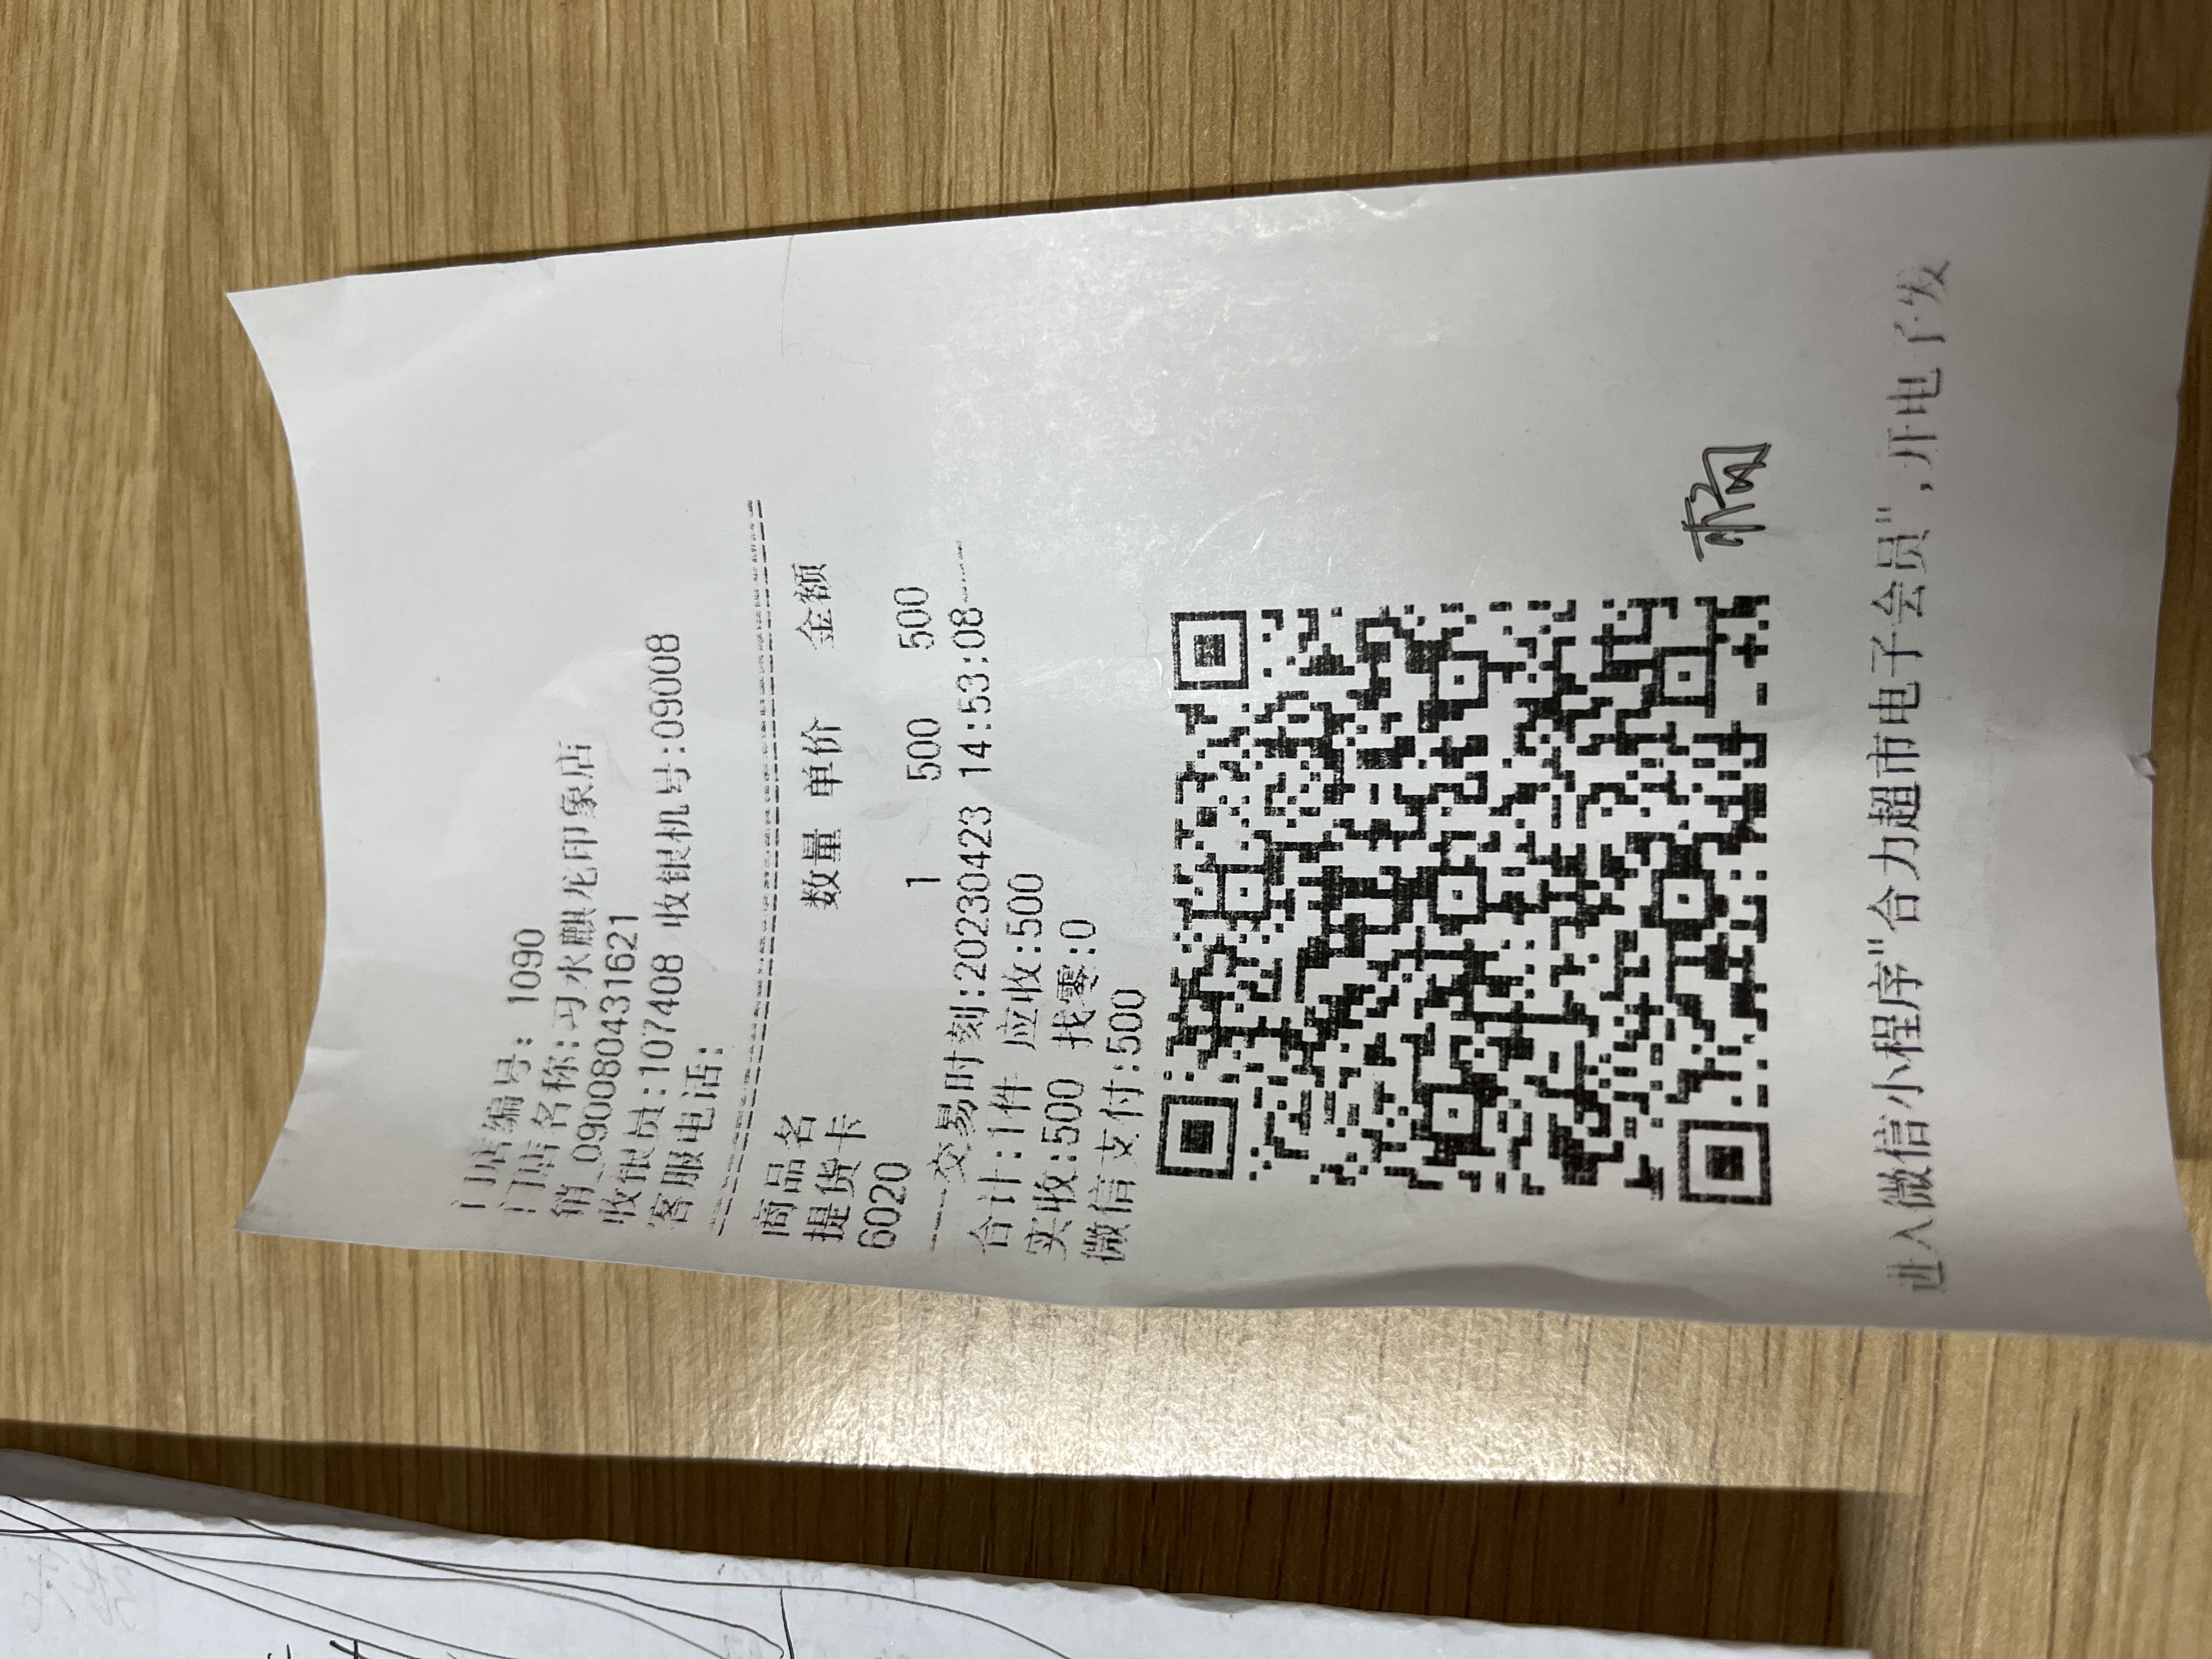 门店编号: 1090
门店名称:习水麒龙印象店
销_0900880431621
收银员:107408 收银机号:09008
客服电话:
商品名 数量 单价 金额
提货卡
6020 1 500 500
----交易时刻:20230423 14:53:08----
合计:1件 应收:500
实收:500 找零:0
微信支付:500
进入微信小程序"合力超市电子会员",开电子发